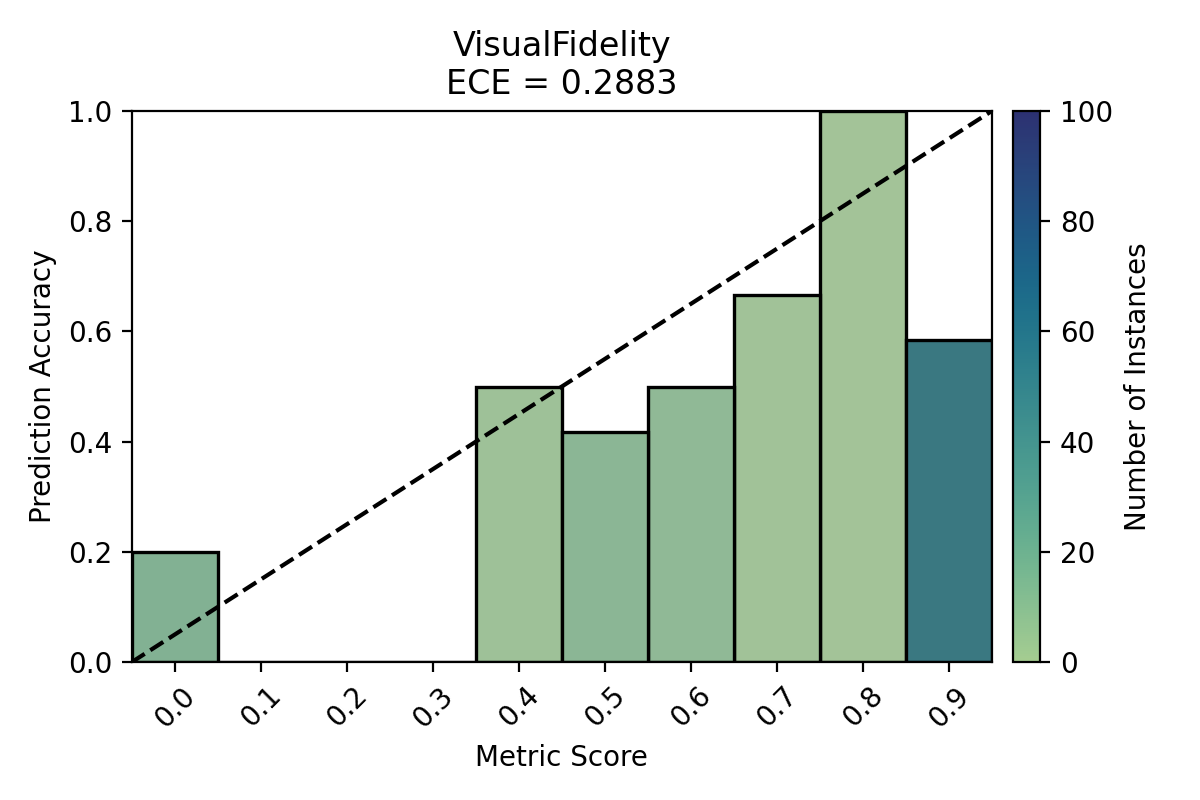 VisualFidelity
ECE = 0.2883
Prediction Accuracy
1.0
0.8
0.6
0.4
0.2
0.0
0.0 0.1 0.2 0.3 0.4 0.5 0.6 0.7 0.8 0.9
Metric Score
100
80
60
40
20
0
Number of Instances